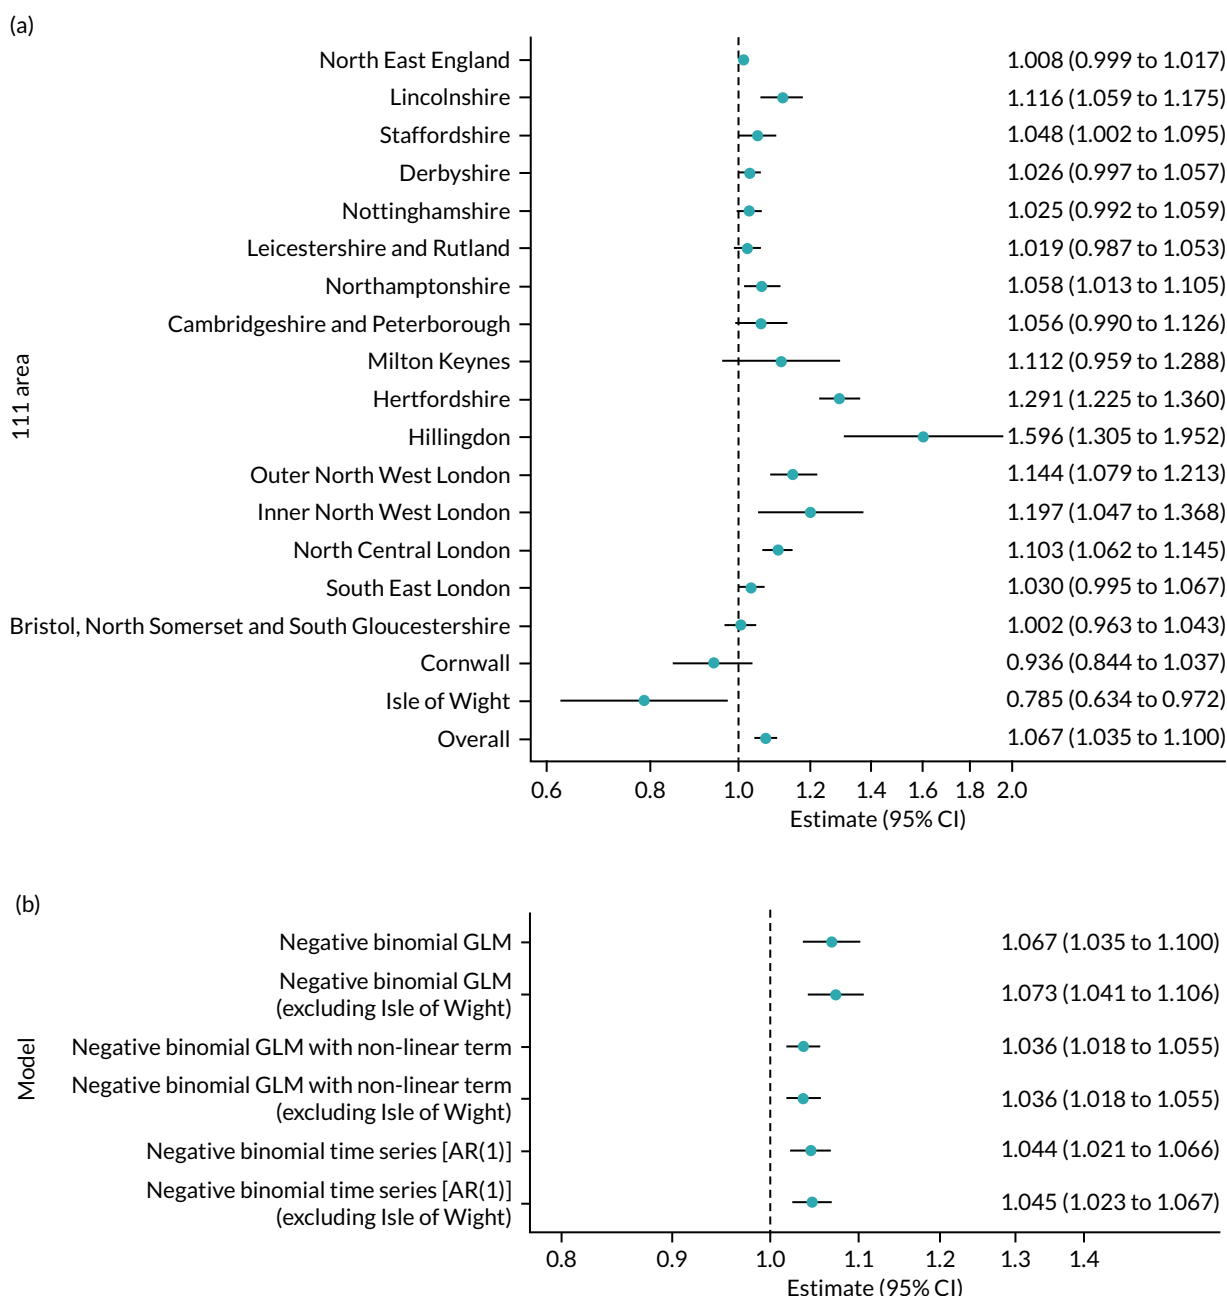 (a)
111 area
North East England 1.008 (0.999 to 1.017)
Lincolnshire 1.116 (1.059 to 1.175)
Staffordshire 1.048 (1.002 to 1.095)
Derbyshire 1.026 (0.997 to 1.057)
Nottinghamshire 1.025 (0.992 to 1.059)
Leicestershire and Rutland 1.019 (0.987 to 1.053)
Northamptonshire 1.058 (1.013 to 1.105)
Cambridgeshire and Peterborough 1.056 (0.990 to 1.126)
Milton Keynes 1.112 (0.959 to 1.288)
Hertfordshire 1.291 (1.225 to 1.360)
Hillingdon 1.596 (1.305 to 1.952)
Outer North West London 1.144 (1.079 to 1.213)
Inner North West London 1.197 (1.047 to 1.368)
North Central London 1.103 (1.062 to 1.145)
South East London 1.030 (0.995 to 1.067)
Bristol, North Somerset and South Gloucestershire 1.002 (0.963 to 1.043)
Cornwall 0.936 (0.844 to 1.037)
Isle of Wight 0.785 (0.634 to 0.972)
Overall 1.067 (1.035 to 1.100)
0.6 0.8 1.0 1.2 1.4 1.6 1.8 2.0
Estimate (95% CI)
(b)
Model
Negative binomial GLM 1.067 (1.035 to 1.100)
Negative binomial GLM
(excluding Isle of Wight) 1.073 (1.041 to 1.106)
Negative binomial GLM with non-linear term 1.036 (1.018 to 1.055)
Negative binomial GLM with non-linear term
(excluding Isle of Wight) 1.036 (1.018 to 1.055)
Negative binomial time series [AR(1)] 1.044 (1.021 to 1.066)
Negative binomial time series [AR(1)]
(excluding Isle of Wight) 1.045 (1.023 to 1.067)
0.8 0.9 1.0 1.1 1.2 1.3 1.4
Estimate (95% CI)